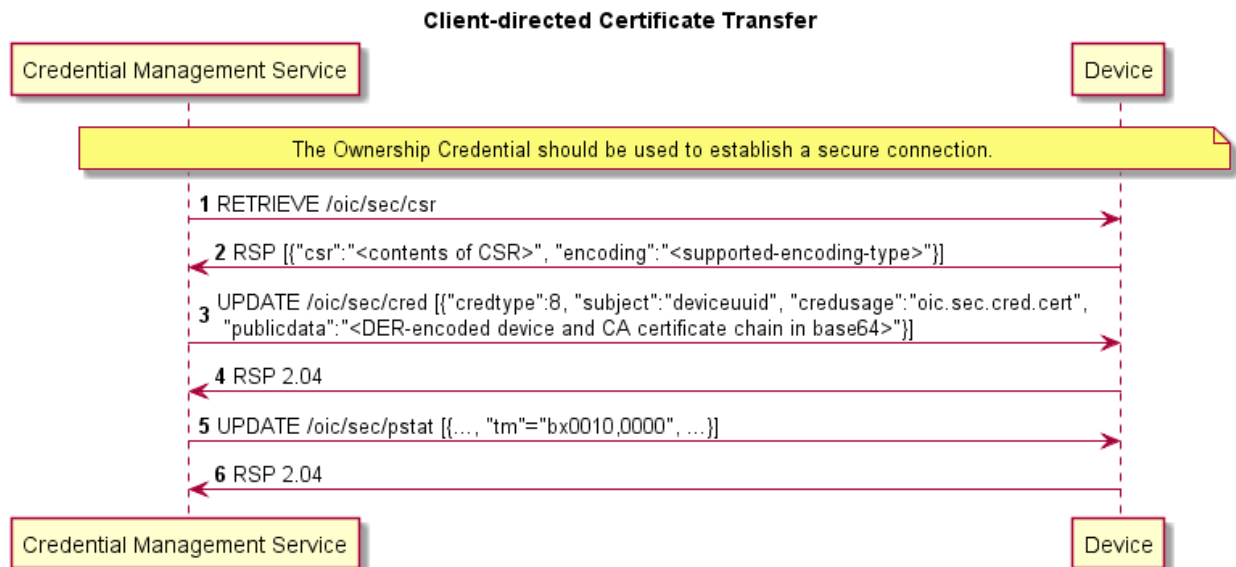 Client-directed Certificate Transfer
Credential Management Service
Device
The Ownership Credential should be used to establish a secure connection.
1 RETRIEVE /oic/sec/csr
2 RSP [{"csr":"<contents of CSR>", "encoding":"<supported-encoding-type>"}]
3 UPDATE /oic/sec/cred [{"credtype":8, "subject":"deviceuuid", "credusage":"oic.sec.cred.cert",
"publicdata":"<DER-encoded device and CA certificate chain in base64>"}]
4 RSP 2.04
5 UPDATE /oic/sec/pstat [{..., "tm"="bx0010,0000", ...}]
6 RSP 2.04
Credential Management Service
Device